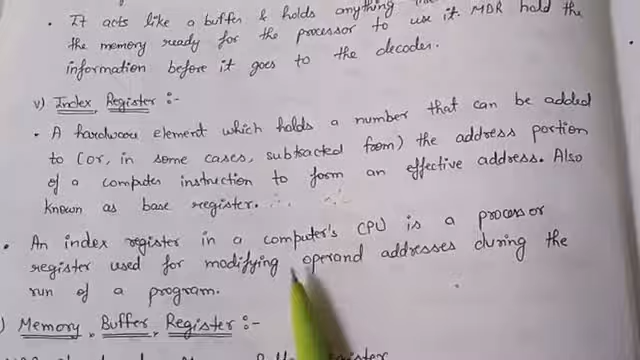 • It acts like a buffer & holds anything
the memory ready for the processor to use it. MDR hold the
information before it goes to the decoder.
v) Index Register :-
• A hardware element which holds a number that can be added
to (or, in some cases, subtracted from) the address portion
of a computer instruction to form an effective address. Also
known as base register.
• An index register in a computer's CPU is a processor
register used for modifying operand addresses during the
run of a program.
) Memory Buffer Register :-